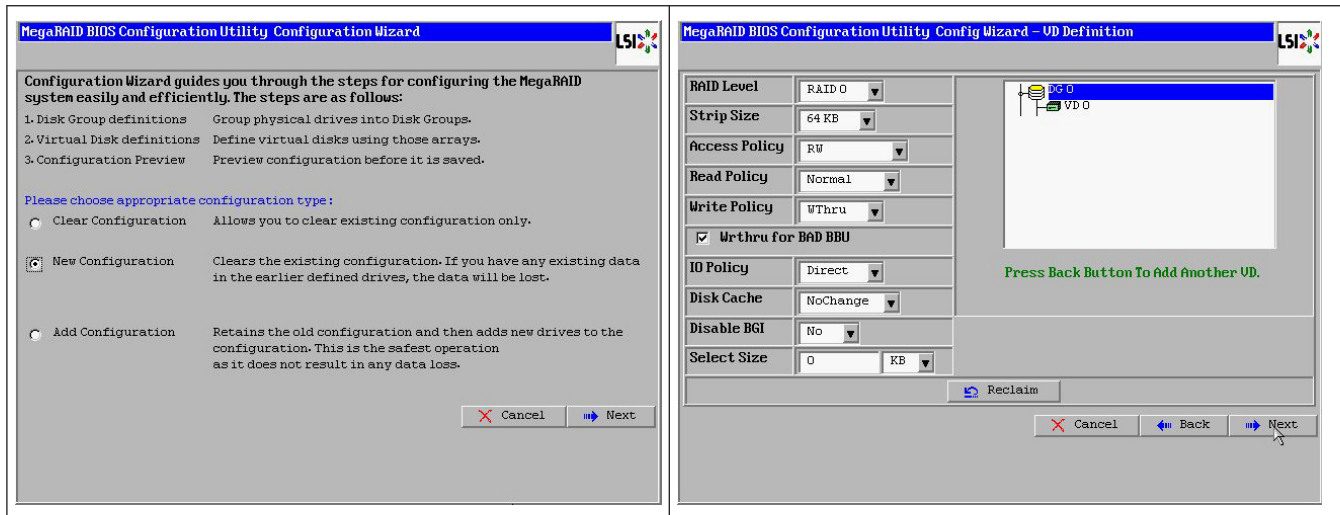 MegaRAID BIOS Configuration Utility Configuration Wizard
LSI
Configuration Wizard guides you through the steps for configuring the MegaRAID
system easily and efficiently. The steps are as follows:
1. Disk Group definitions Group physical drives into Disk Groups.
2. Virtual Disk definitions Define virtual disks using those arrays.
3. Configuration Preview Preview configuration before it is saved.
Please choose appropriate configuration type:
Clear Configuration Allows you to clear existing configuration only.
New Configuration Clears the existing configuration. If you have any existing data
in the earlier defined drives, the data will be lost.
Add Configuration Retains the old configuration and then adds new drives to the
configuration. This is the safest operation
as it does not result in any data loss.
Cancel Next
MegaRAID BIOS Configuration Utility Config Wizard - VD Definition
LSI
RAID Level RAID 0
Strip Size 64 KB
Access Policy RW
Read Policy Normal
Write Policy WThru
Wrthru for BAD BBU
IO Policy Direct
Disk Cache NoChange
Disable BGI No
Select Size 0 KB
DG 0
VD 0
Press Back Button To Add Another VD.
Reclaim
Cancel Back Next